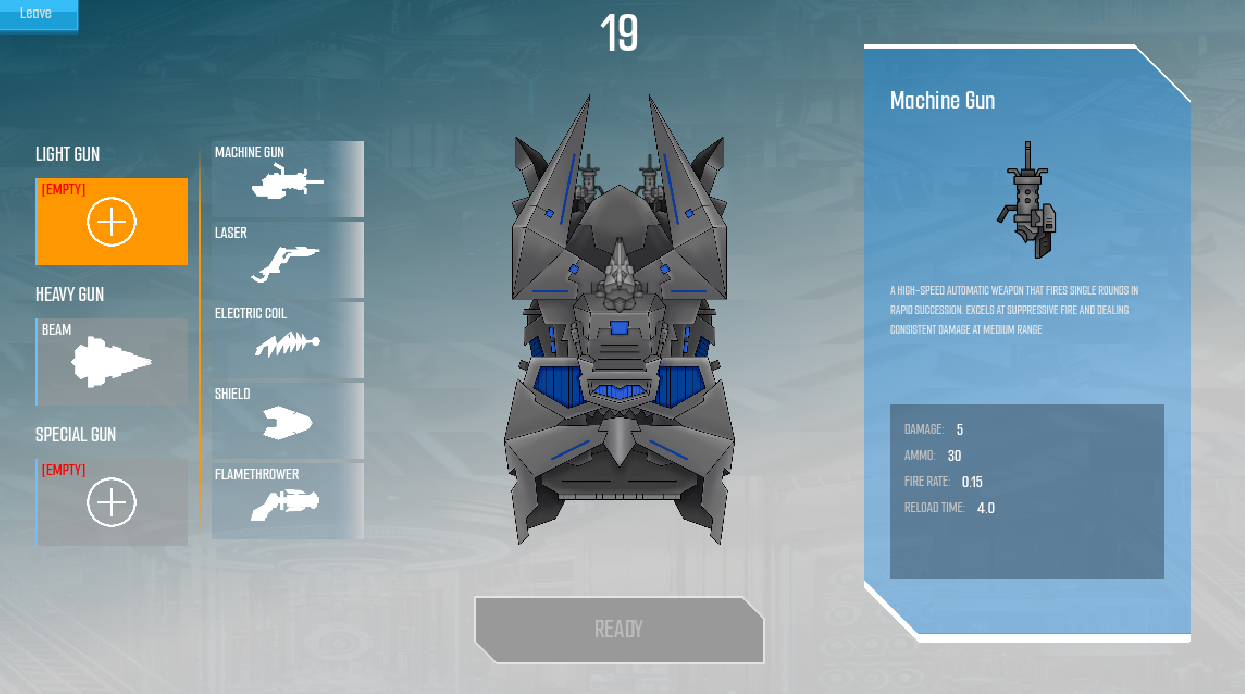 Leave
19
LIGHT GUN
[EMPTY]
HEAVY GUN
BEAM
SPECIAL GUN
[EMPTY]
MACHINE GUN
LASER
ELECTRIC COIL
SHIELD
FLAMETHROWER
READY
Machine Gun
A HIGH-SPEED AUTOMATIC WEAPON THAT FIRES SINGLE ROUNDS IN
RAPID SUCCESSION. EXCELS AT SUPPRESSIVE FIRE AND DEALING
CONSISTENT DAMAGE AT MEDIUM RANGE
DAMAGE: 5
AMMO: 30
FIRE RATE: 0.15
RELOAD TIME: 4.0